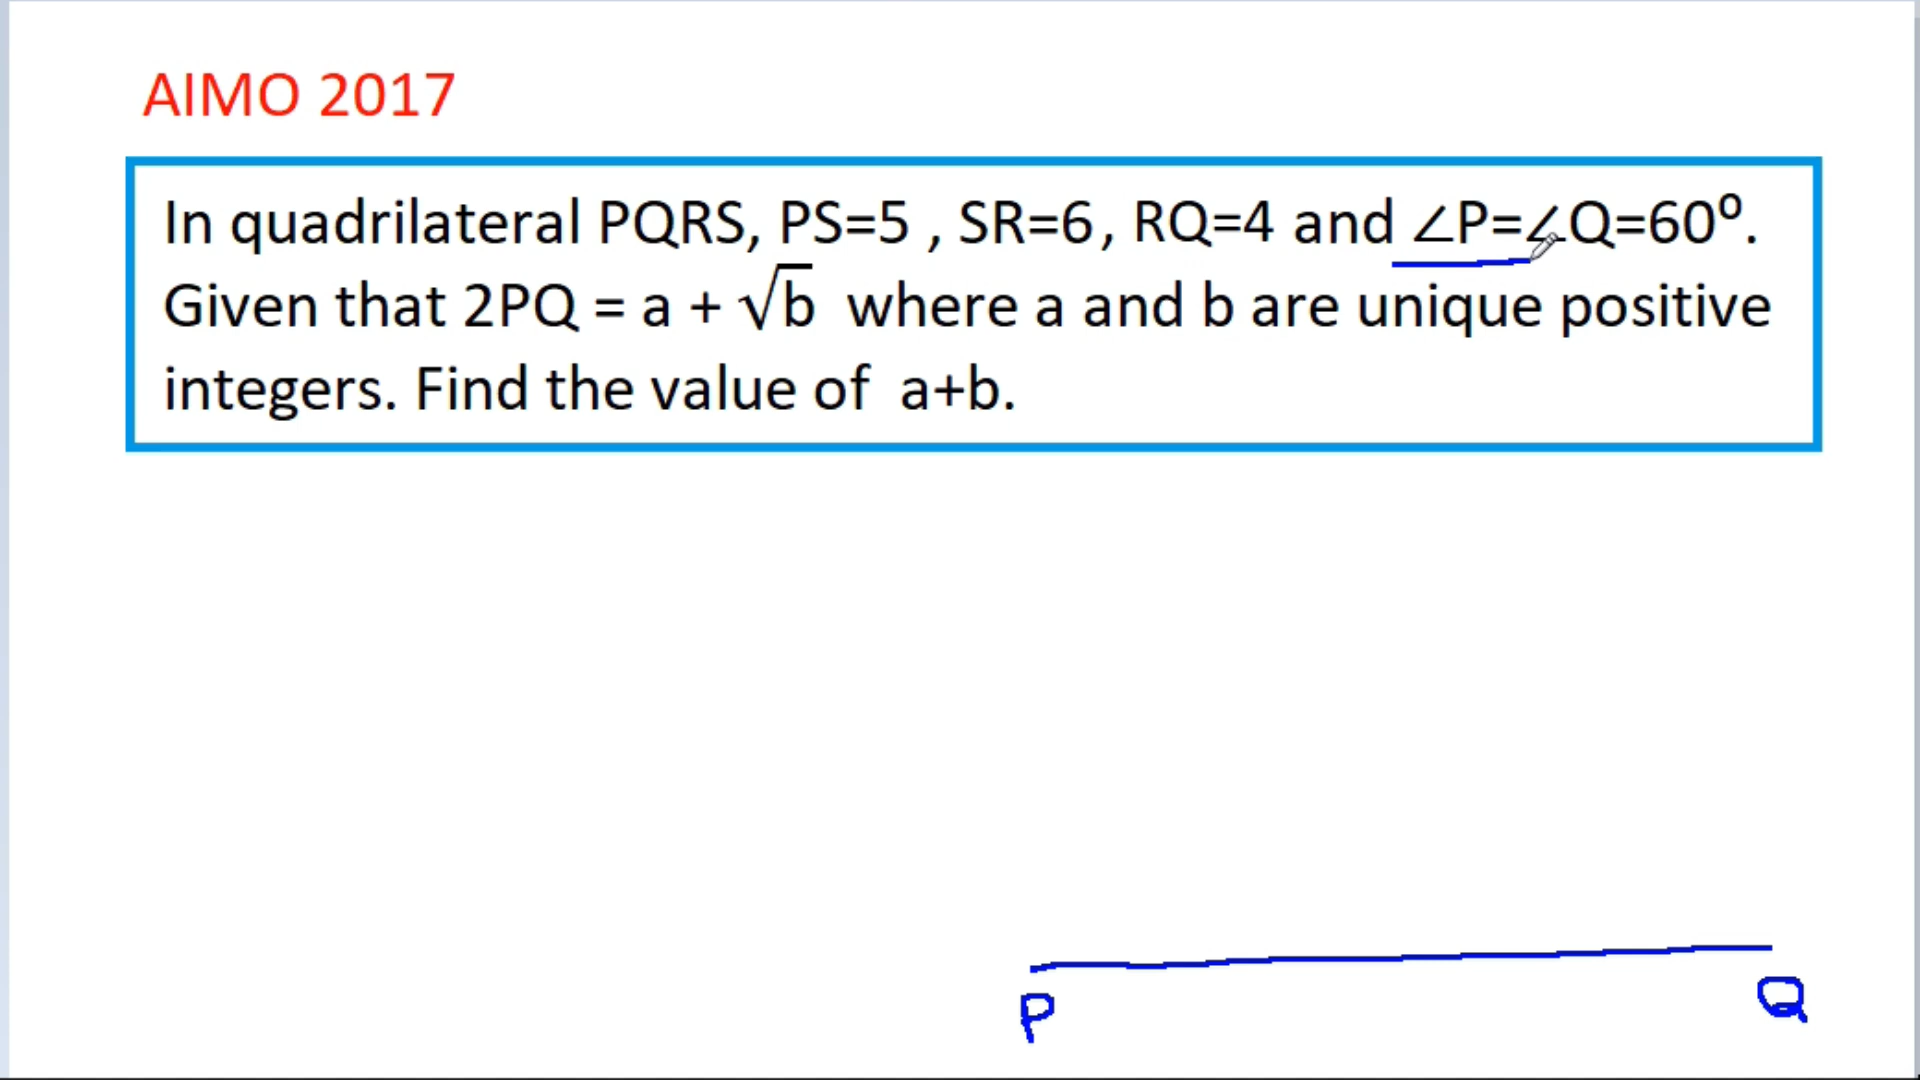 AIMO 2017
In quadrilateral PQRS, PS=5 , SR=6, RQ=4 and ∠P=∠Q=60⁰.
Given that 2PQ = a + √b where a and b are unique positive
integers. Find the value of a+b.
P
Q